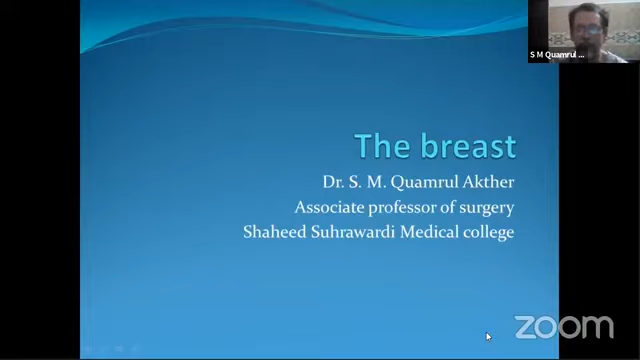 S M Quamrul ...
The breast
Dr. S. M. Quamrul Akther
Associate professor of surgery
Shaheed Suhrawardi Medical college
zoom